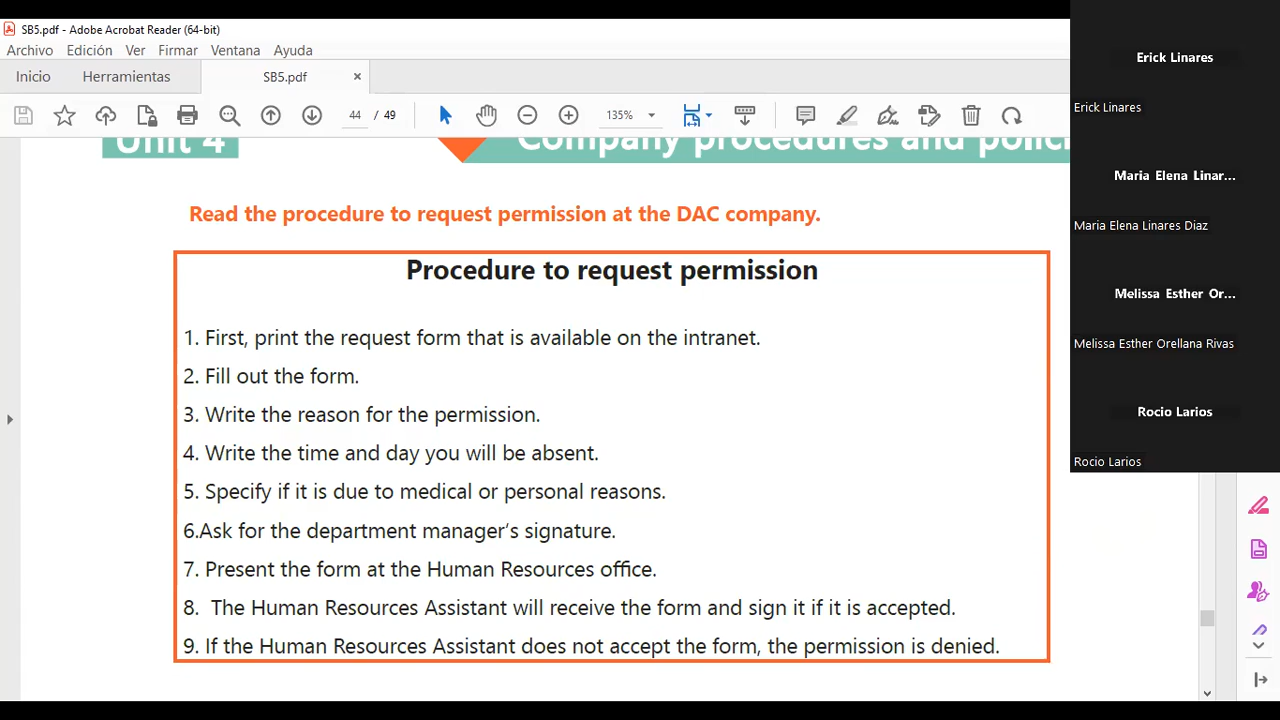 SB5.pdf - Adobe Acrobat Reader (64-bit)
Archivo Edición Ver Firmar Ventana Ayuda
Inicio Herramientas SB5.pdf ×
44 / 49 135%
Unit 4 Company procedures and polici
Read the procedure to request permission at the DAC company.
Procedure to request permission
1. First, print the request form that is available on the intranet.
2. Fill out the form.
3. Write the reason for the permission.
4. Write the time and day you will be absent.
5. Specify if it is due to medical or personal reasons.
6.Ask for the department manager's signature.
7. Present the form at the Human Resources office.
8. The Human Resources Assistant will receive the form and sign it if it is accepted.
9. If the Human Resources Assistant does not accept the form, the permission is denied.
Erick Linares
Erick Linares
Maria Elena Linar...
Maria Elena Linares Diaz
Melissa Esther Or...
Melissa Esther Orellana Rivas
Rocio Larios
Rocio Larios